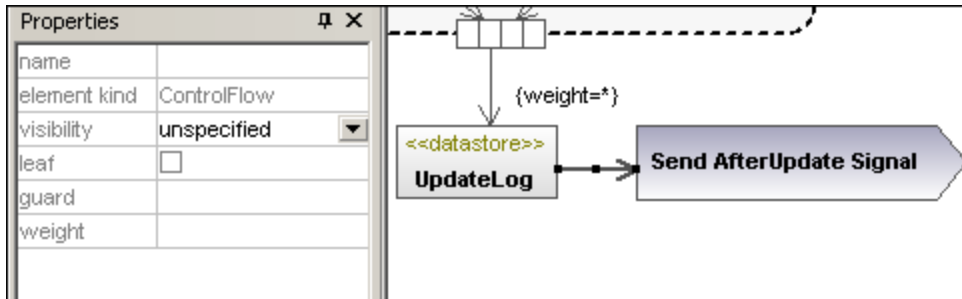 Properties
name
element kind ControlFlow
visibility unspecified
leaf
guard
weight
{weight=*}
<<datastore>>
UpdateLog
Send AfterUpdate Signal